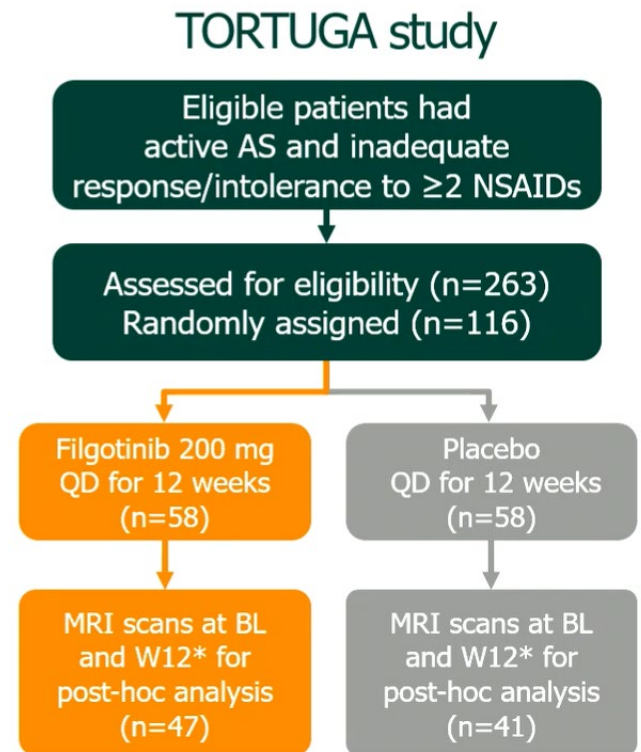 TORTUGA study
Eligible patients had
active AS and inadequate
response/intolerance to ≥2 NSAIDs
Assessed for eligibility (n=263)
Randomly assigned (n=116)
Filgotinib 200 mg
QD for 12 weeks
(n=58)
Placebo
QD for 12 weeks
(n=58)
MRI scans at BL
and W12* for
post-hoc analysis
(n=47)
MRI scans at BL
and W12* for
post-hoc analysis
(n=41)